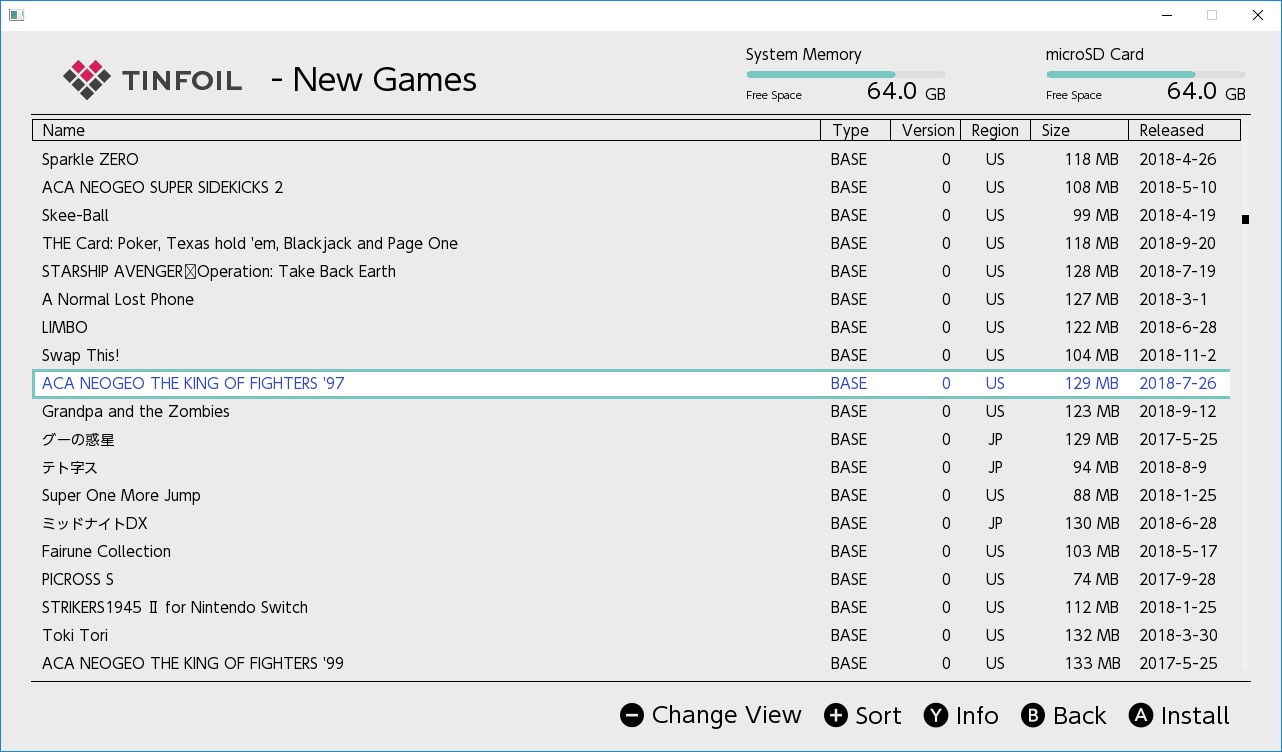 TINFOIL - New Games
System Memory
Free Space 64.0 GB
microSD Card
Free Space 64.0 GB
Name Type Version Region Size Released
Sparkle ZERO BASE 0 US 118 MB 2018-4-26
ACA NEOGEO SUPER SIDEKICKS 2 BASE 0 US 108 MB 2018-5-10
Skee-Ball BASE 0 US 99 MB 2018-4-19
THE Card: Poker, Texas hold 'em, Blackjack and Page One BASE 0 US 118 MB 2018-9-20
STARSHIP AVENGER☒Operation: Take Back Earth BASE 0 US 128 MB 2018-7-19
A Normal Lost Phone BASE 0 US 127 MB 2018-3-1
LIMBO BASE 0 US 122 MB 2018-6-28
Swap This! BASE 0 US 104 MB 2018-11-2
ACA NEOGEO THE KING OF FIGHTERS '97 BASE 0 US 129 MB 2018-7-26
Grandpa and the Zombies BASE 0 US 123 MB 2018-9-12
グーの惑星 BASE 0 JP 129 MB 2017-5-25
テト字ス BASE 0 JP 94 MB 2018-8-9
Super One More Jump BASE 0 US 88 MB 2018-1-25
ミッドナイトDX BASE 0 JP 130 MB 2018-6-28
Fairune Collection BASE 0 US 103 MB 2018-5-17
PICROSS S BASE 0 US 74 MB 2017-9-28
STRIKERS1945 Ⅱ for Nintendo Switch BASE 0 US 112 MB 2018-1-25
Toki Tori BASE 0 US 132 MB 2018-3-30
ACA NEOGEO THE KING OF FIGHTERS '99 BASE 0 US 133 MB 2017-5-25
- Change View + Sort Y Info B Back A Install